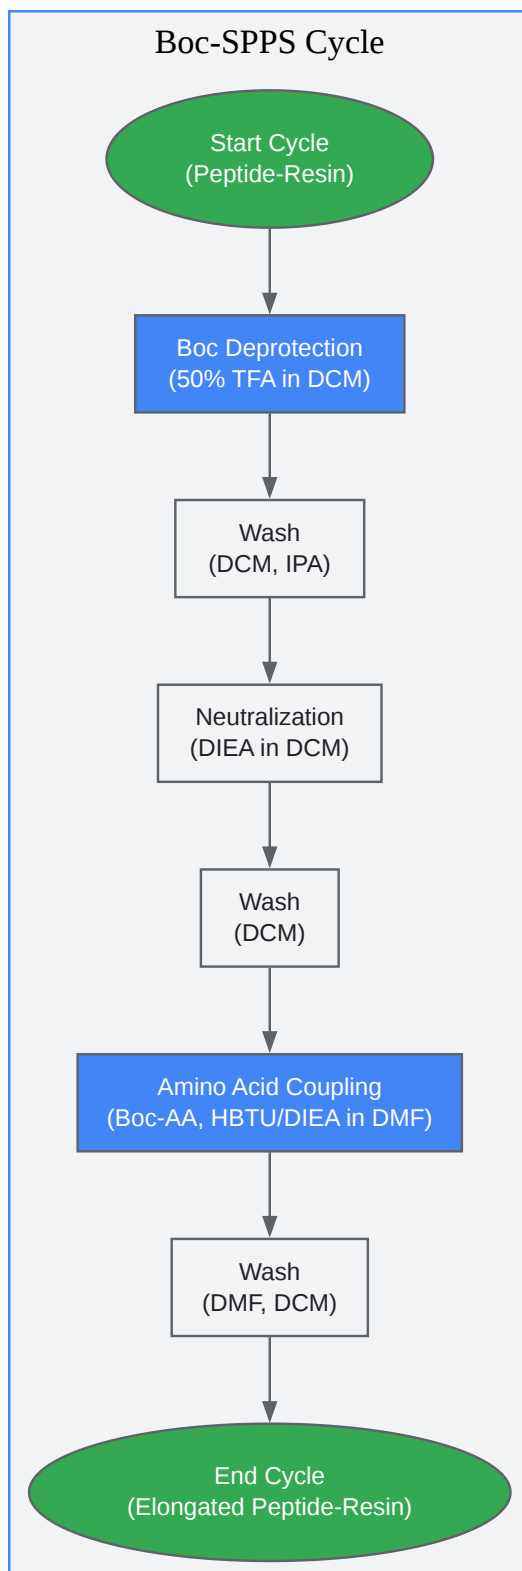 Boc-SPPS Cycle
Start Cycle
(Peptide-Resin)
Boc Deprotection
(50% TFA in DCM)
Wash
(DCM, IPA)
Neutralization
(DIEA in DCM)
Wash
(DCM)
Amino Acid Coupling
(Boc-AA, HBTU/DIEA in DMF)
Wash
(DMF, DCM)
End Cycle
(Elongated Peptide-Resin)